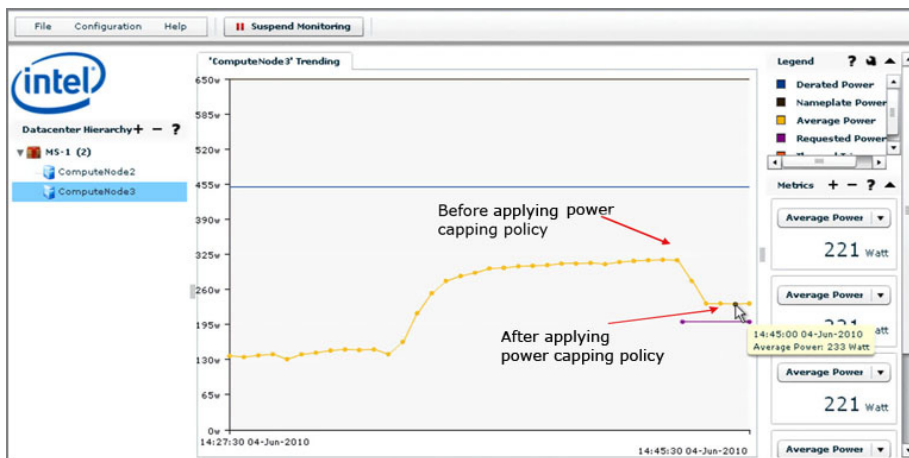 File Configuration Help Suspend Monitoring
intel
Datacenter Hierarchy + − ?
MS-1 (2)
ComputeNode2
ComputeNode3
'ComputeNode3' Trending
650w
585w
520w
455w
390w
325w
260w
195w
130w
65w
0w
14:27:30 04-Jun-2010
14:45:30 04-Jun-2010
Before applying power
capping policy
After applying
power capping policy
14:45:00 04-Jun-2010
Average Power: 233 Watt
Legend ?
Derated Power
Nameplate Power
Average Power
Requested Power
Metrics + − ?
Average Power
221 Watt
Average Power
att
Average Power
221 Watt
Average Power